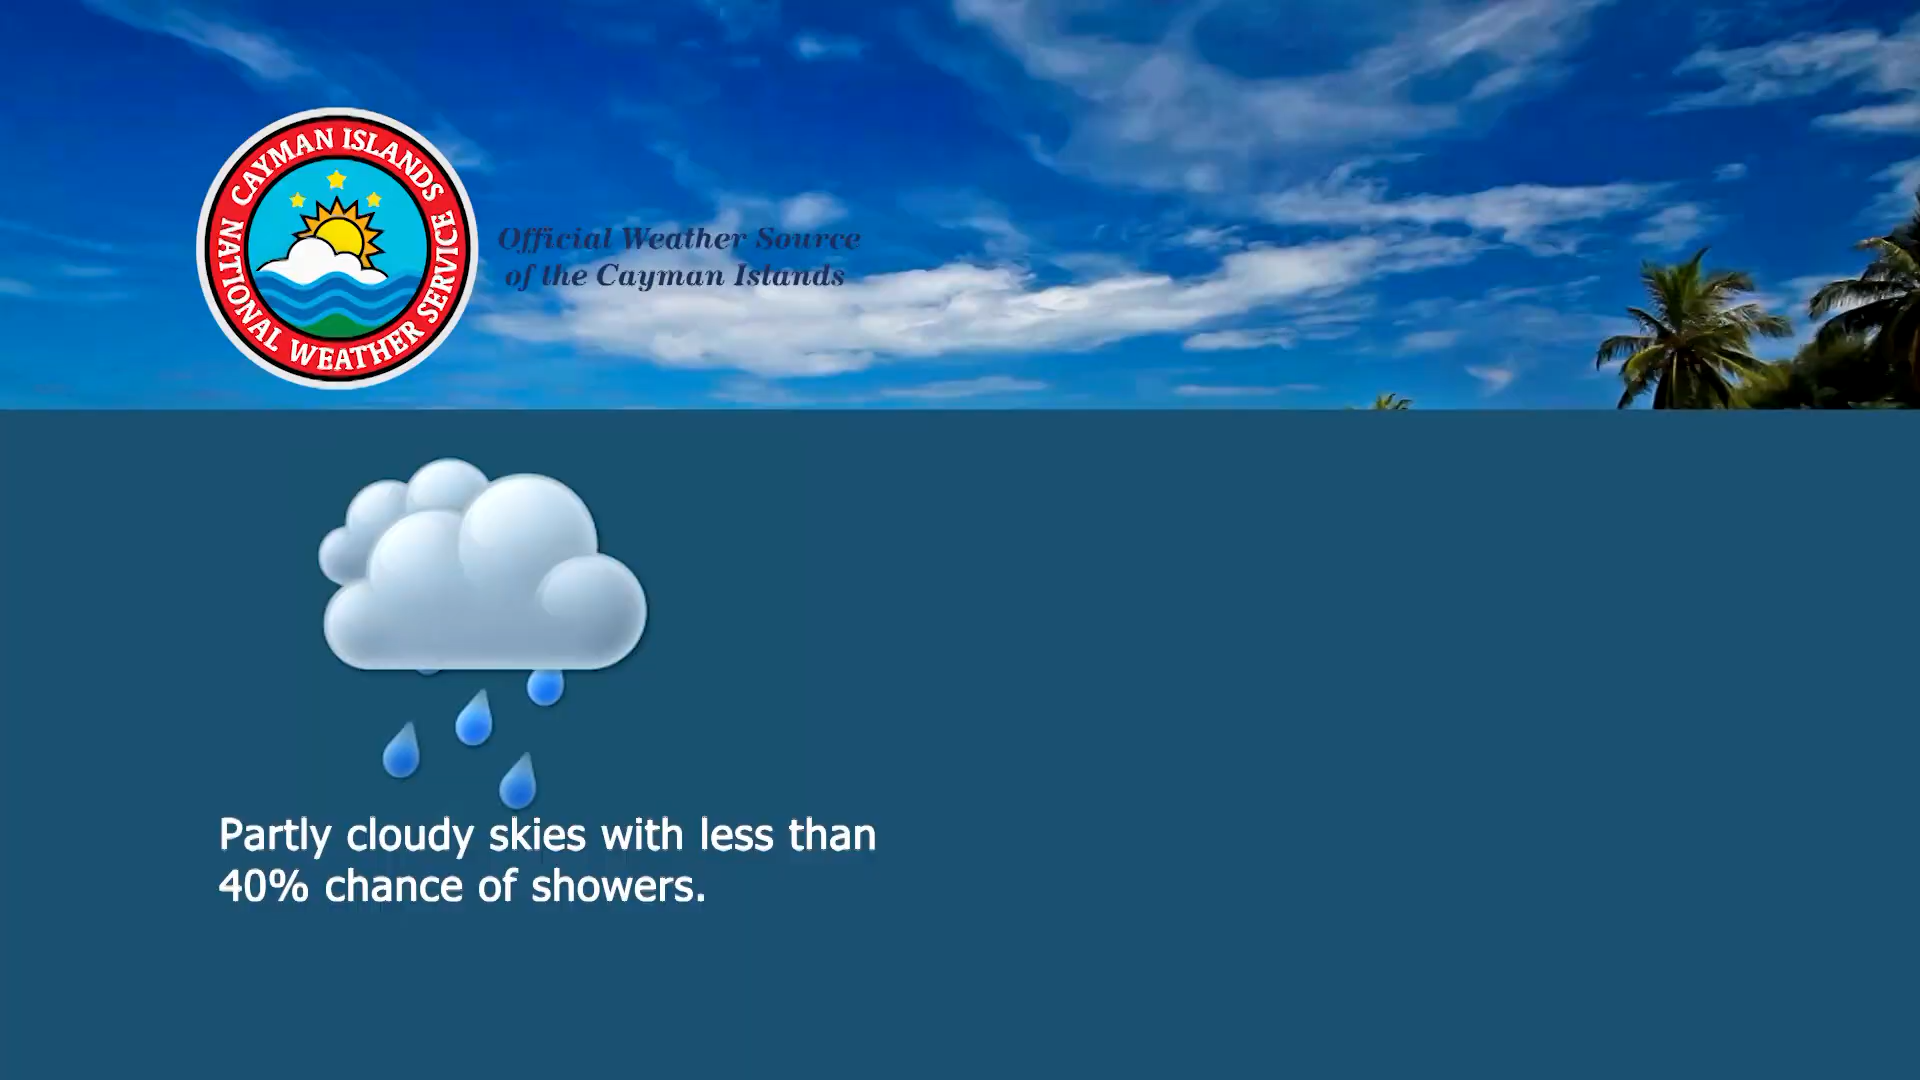 CAYMAN ISLANDS
NATIONAL WEATHER SERVICE
Official Weather Source
of the Cayman Islands
Partly cloudy skies with less than
40% chance of showers.